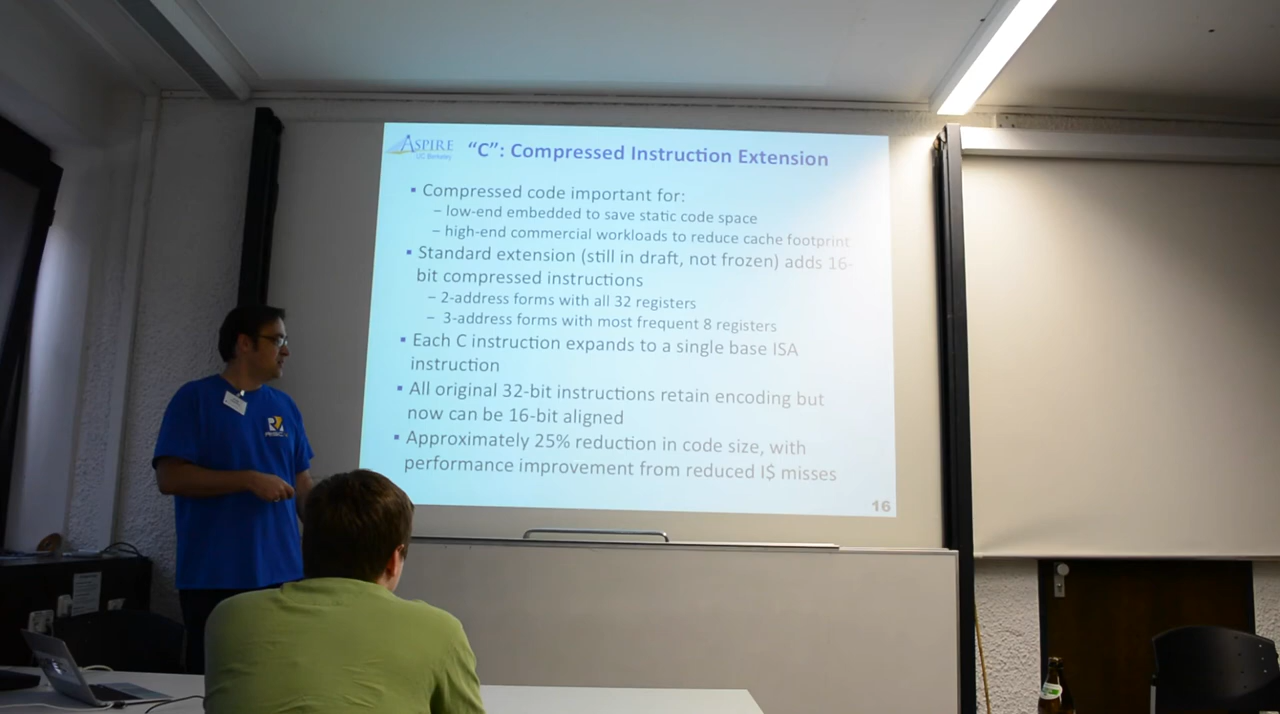 ASPIRE
UC Berkeley
“C”: Compressed Instruction Extension
▪ Compressed code important for:
– low-end embedded to save static code space
– high-end commercial workloads to reduce cache footprint
▪ Standard extension (still in draft, not frozen) adds 16-
bit compressed instructions
– 2-address forms with all 32 registers
– 3-address forms with most frequent 8 registers
▪ Each C instruction expands to a single base ISA
instruction
▪ All original 32-bit instructions retain encoding but
now can be 16-bit aligned
▪ Approximately 25% reduction in code size, with
performance improvement from reduced I$ misses
16